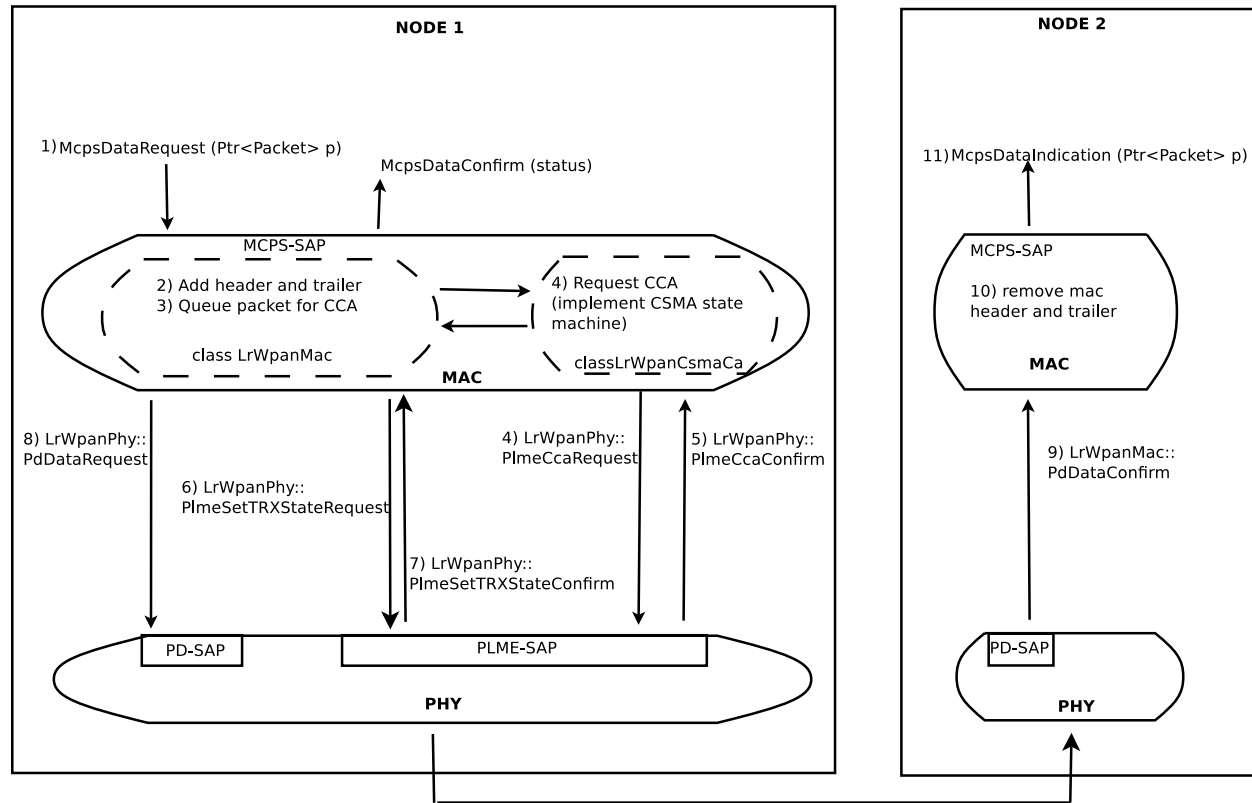 NODE 1
1) McpsDataRequest (Ptr<Packet> p)
McpsDataConfirm (status)
MCPS-SAP
2) Add header and trailer
3) Queue packet for CCA
class LrWpanMac
4) Request CCA
(implement CSMA state
machine)
classLrWpanCsmaCa
MAC
8) LrWpanPhy::
PdDataRequest
6) LrWpanPhy::
PlmeSetTRXStateRequest
7) LrWpanPhy::
PlmeSetTRXStateConfirm
4) LrWpanPhy::
PlmeCcaRequest
5) LrWpanPhy::
PlmeCcaConfirm
PD-SAP
PLME-SAP
PHY
NODE 2
11) McpsDataIndication (Ptr<Packet> p)
MCPS-SAP
10) remove mac
header and trailer
MAC
9) LrWpanMac::
PdDataConfirm
PD-SAP
PHY